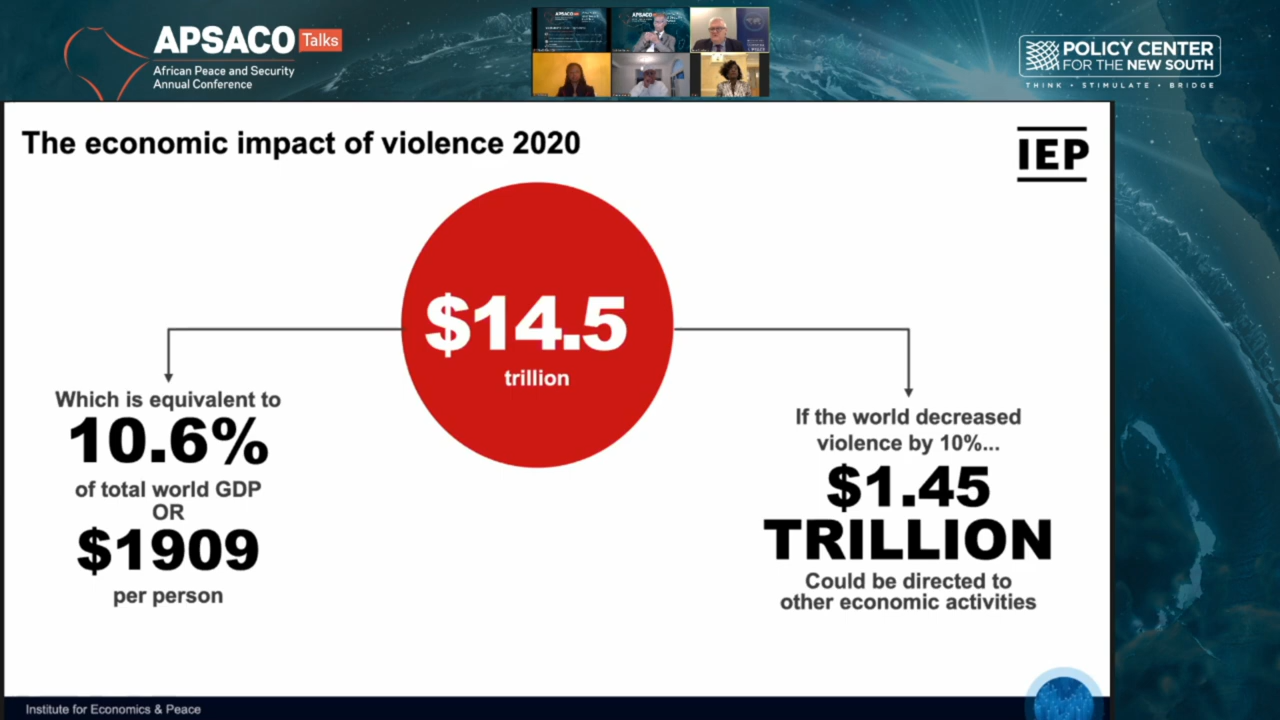 APSACO Talks
African Peace and Security
Annual Conference
POLICY CENTER
FOR THE NEW SOUTH
THINK • STIMULATE • BRIDGE
The economic impact of violence 2020
IEP
$14.5
trillion
Which is equivalent to
10.6%
of total world GDP
OR
$1909
per person
If the world decreased
violence by 10%...
$1.45
TRILLION
Could be directed to
other economic activities
Institute for Economics & Peace